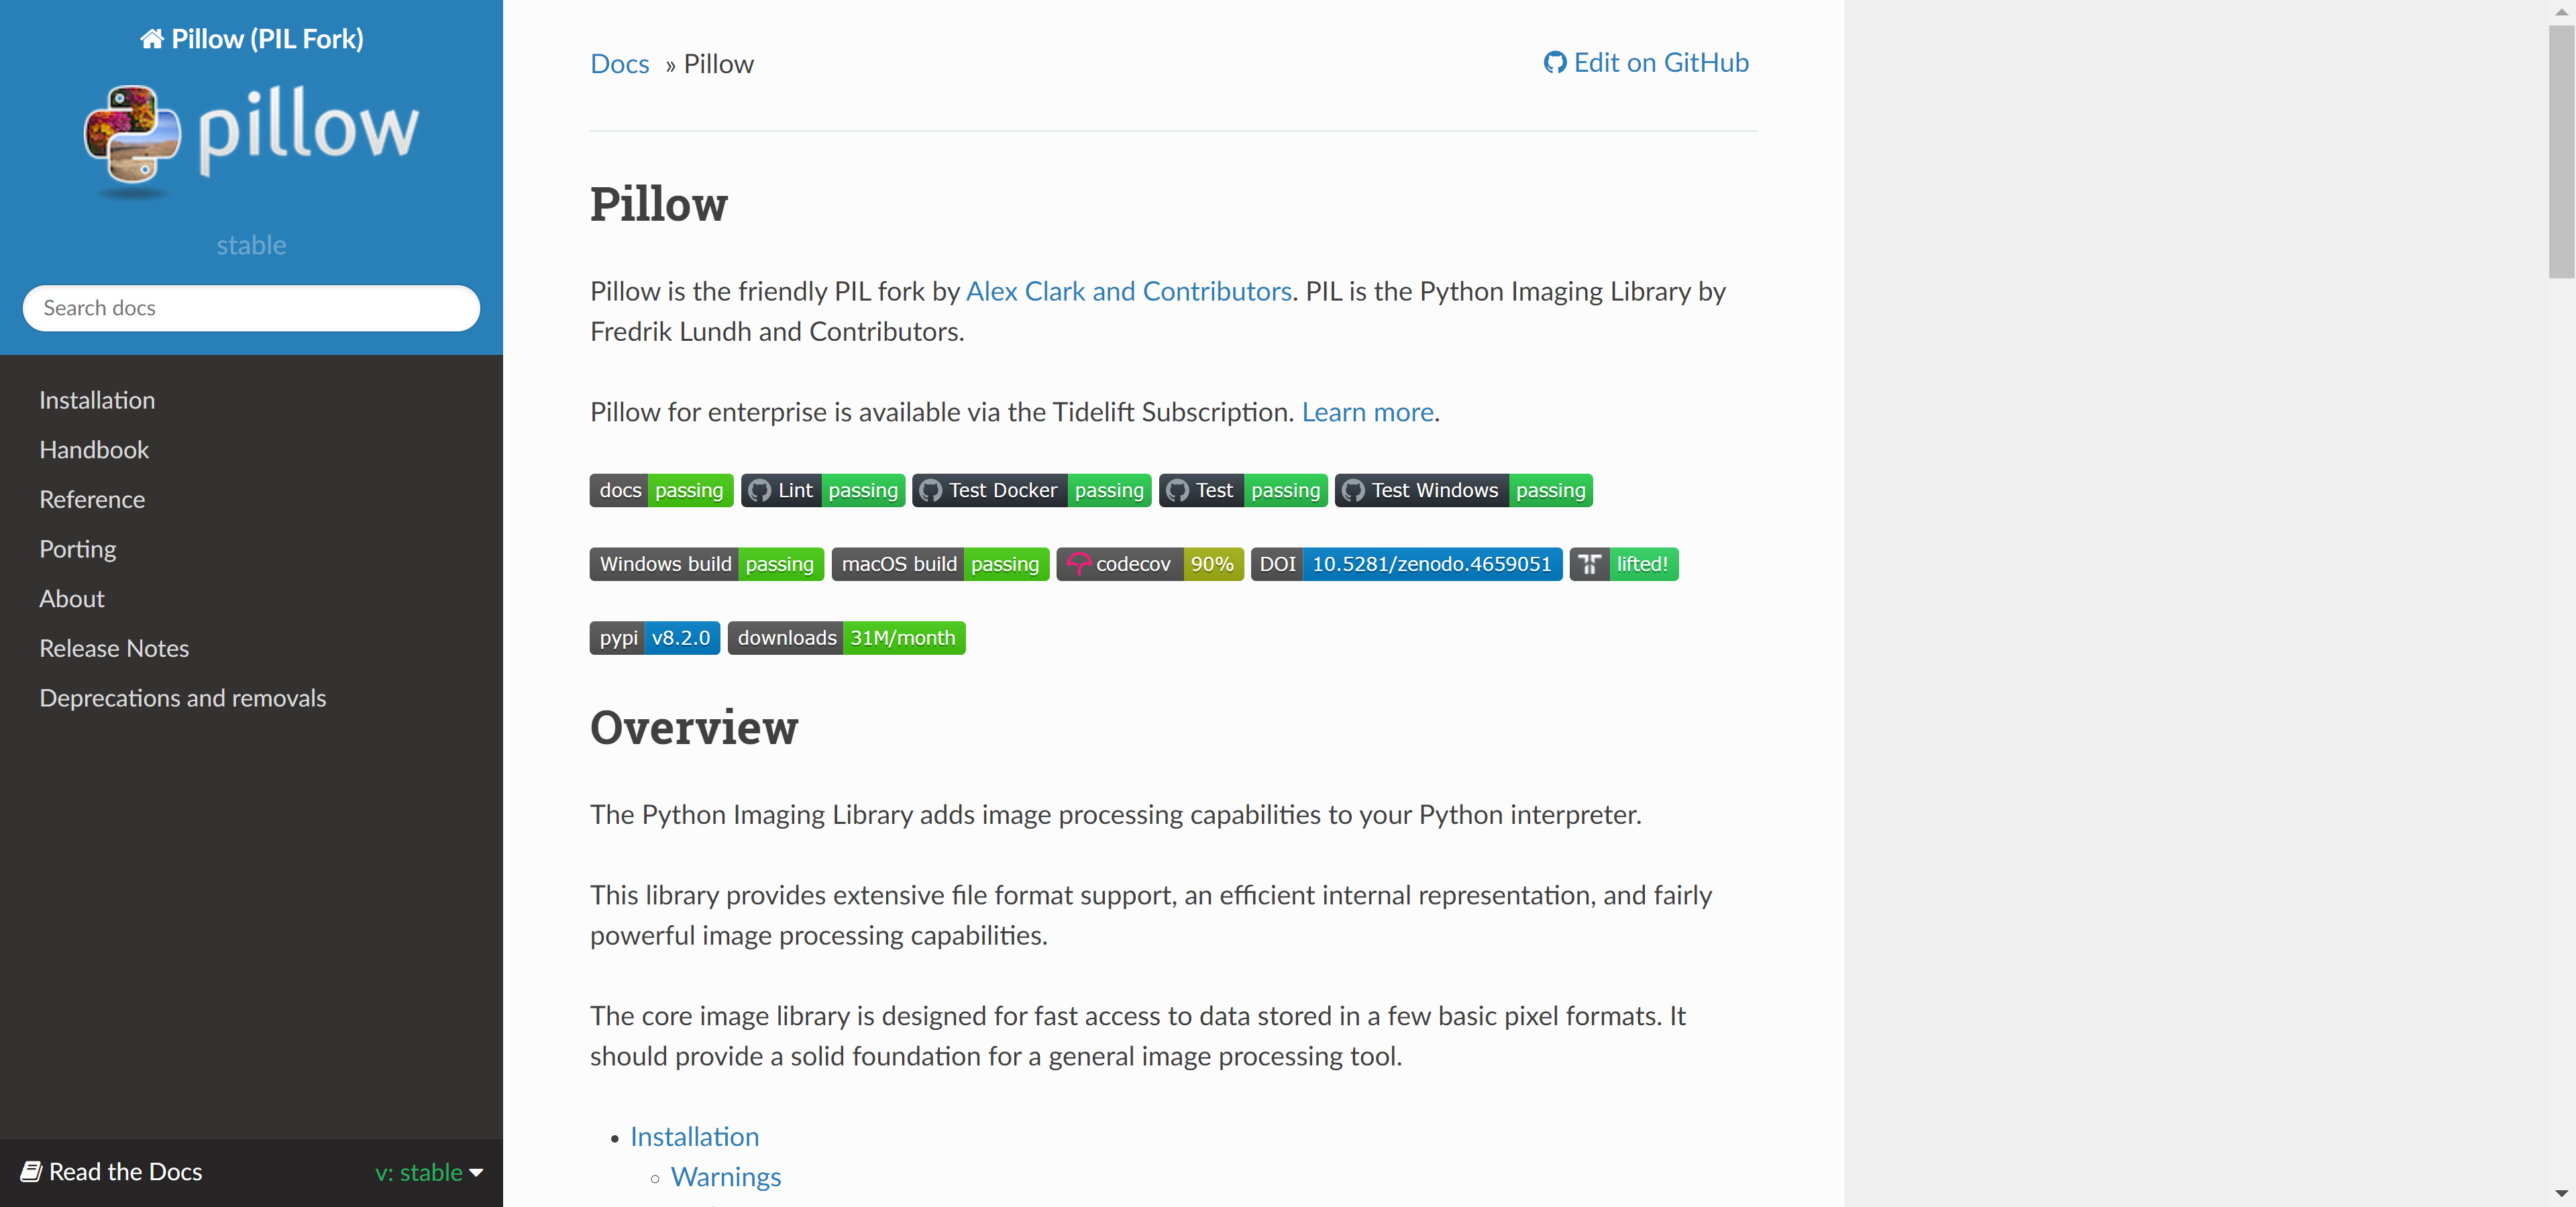 Pillow (PIL Fork)
pillow
stable
Search docs
Installation
Handbook
Reference
Porting
About
Release Notes
Deprecations and removals
Read the Docs
v: stable
Docs » Pillow
Edit on GitHub
Pillow
Pillow is the friendly PIL fork by Alex Clark and Contributors. PIL is the Python Imaging Library by
Fredrik Lundh and Contributors.
Pillow for enterprise is available via the Tidelift Subscription. Learn more.
docs passing Lint passing Test Docker passing Test passing Test Windows passing
Windows build passing macOS build passing codecov 90% DOI 10.5281/zenodo.4659051 lifted!
pypi v8.2.0 downloads 31M/month
Overview
The Python Imaging Library adds image processing capabilities to your Python interpreter.
This library provides extensive file format support, an efficient internal representation, and fairly
powerful image processing capabilities.
The core image library is designed for fast access to data stored in a few basic pixel formats. It
should provide a solid foundation for a general image processing tool.
• Installation
◦ Warnings